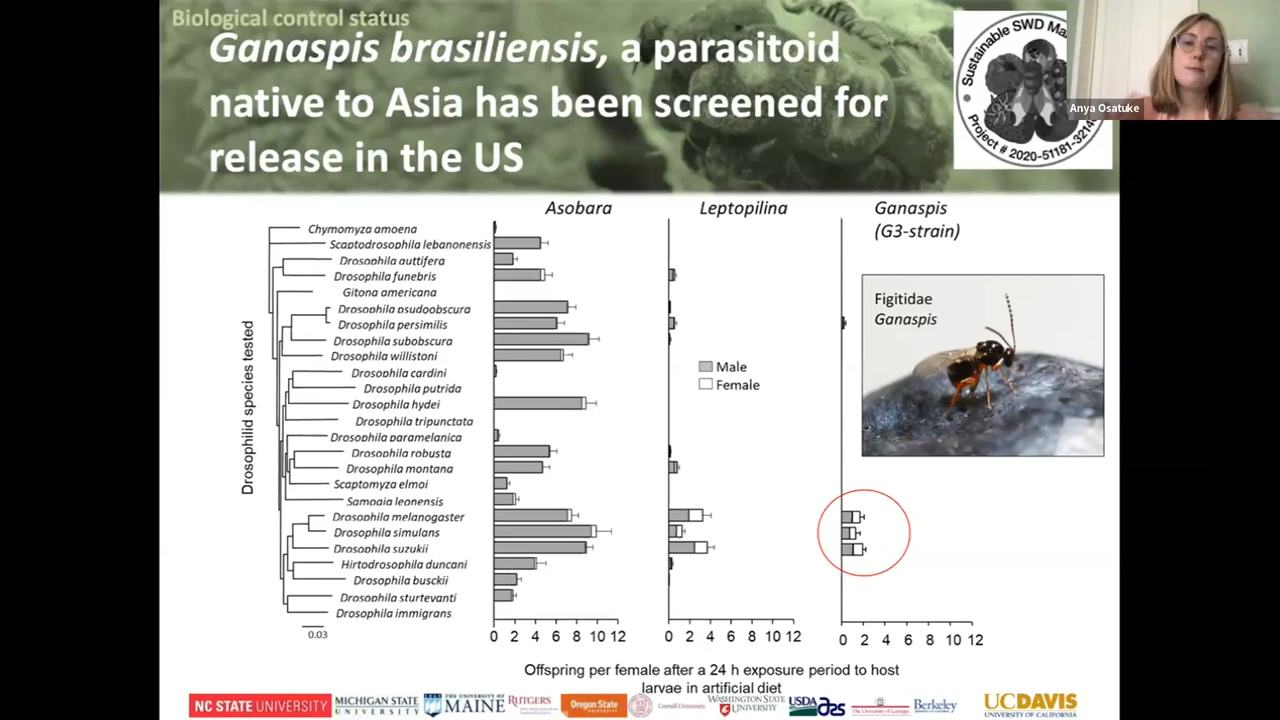 Biological control status
Ganaspis brasiliensis, a parasitoid
native to Asia has been screened for
release in the US
Sustainable SWD Ma
Project # 2020-51181-3214
Anya Osatuke
Asobara
Leptopilina
Ganaspis
(G3-strain)
Drosophilid species tested
Chymomyza amoena
Scaptodrosophila lebanonensis
Drosophila auttifera
Drosophila funebris
Gitona americana
Drosophila psdoobscura
Drosophila persimilis
Drosophila subobscura
Drosophila willistoni
Drosophila cardini
Drosophila putrida
Drosophila hydei
Drosophila tripunctata
Drosophila paramelanica
Drosophila robusta
Drosophila montana
Scaptomyza elmoi
Samoaia leonensis
Drosophila melanogaster
Drosophila simulans
Drosophila suzukii
Hirtodrosophila duncani
Drosophila busckii
Drosophila sturtevanti
Drosophila immigrans
0.03
Male
Female
Figitidae
Ganaspis
0 2 4 6 8 10 12
0 2 4 6 8 10 12
0 2 4 6 8 10 12
Offspring per female after a 24 h exposure period to host
larvae in artificial diet
NC STATE UNIVERSITY
MICHIGAN STATE
UNIVERSITY
THE UNIVERSITY OF
MAINE
RUTGERS
Oregon State
Cornell University
WASHINGTON STATE
UNIVERSITY
USDA
The University of Georgia
Berkeley
UCDAVIS
UNIVERSITY OF CALIFORNIA